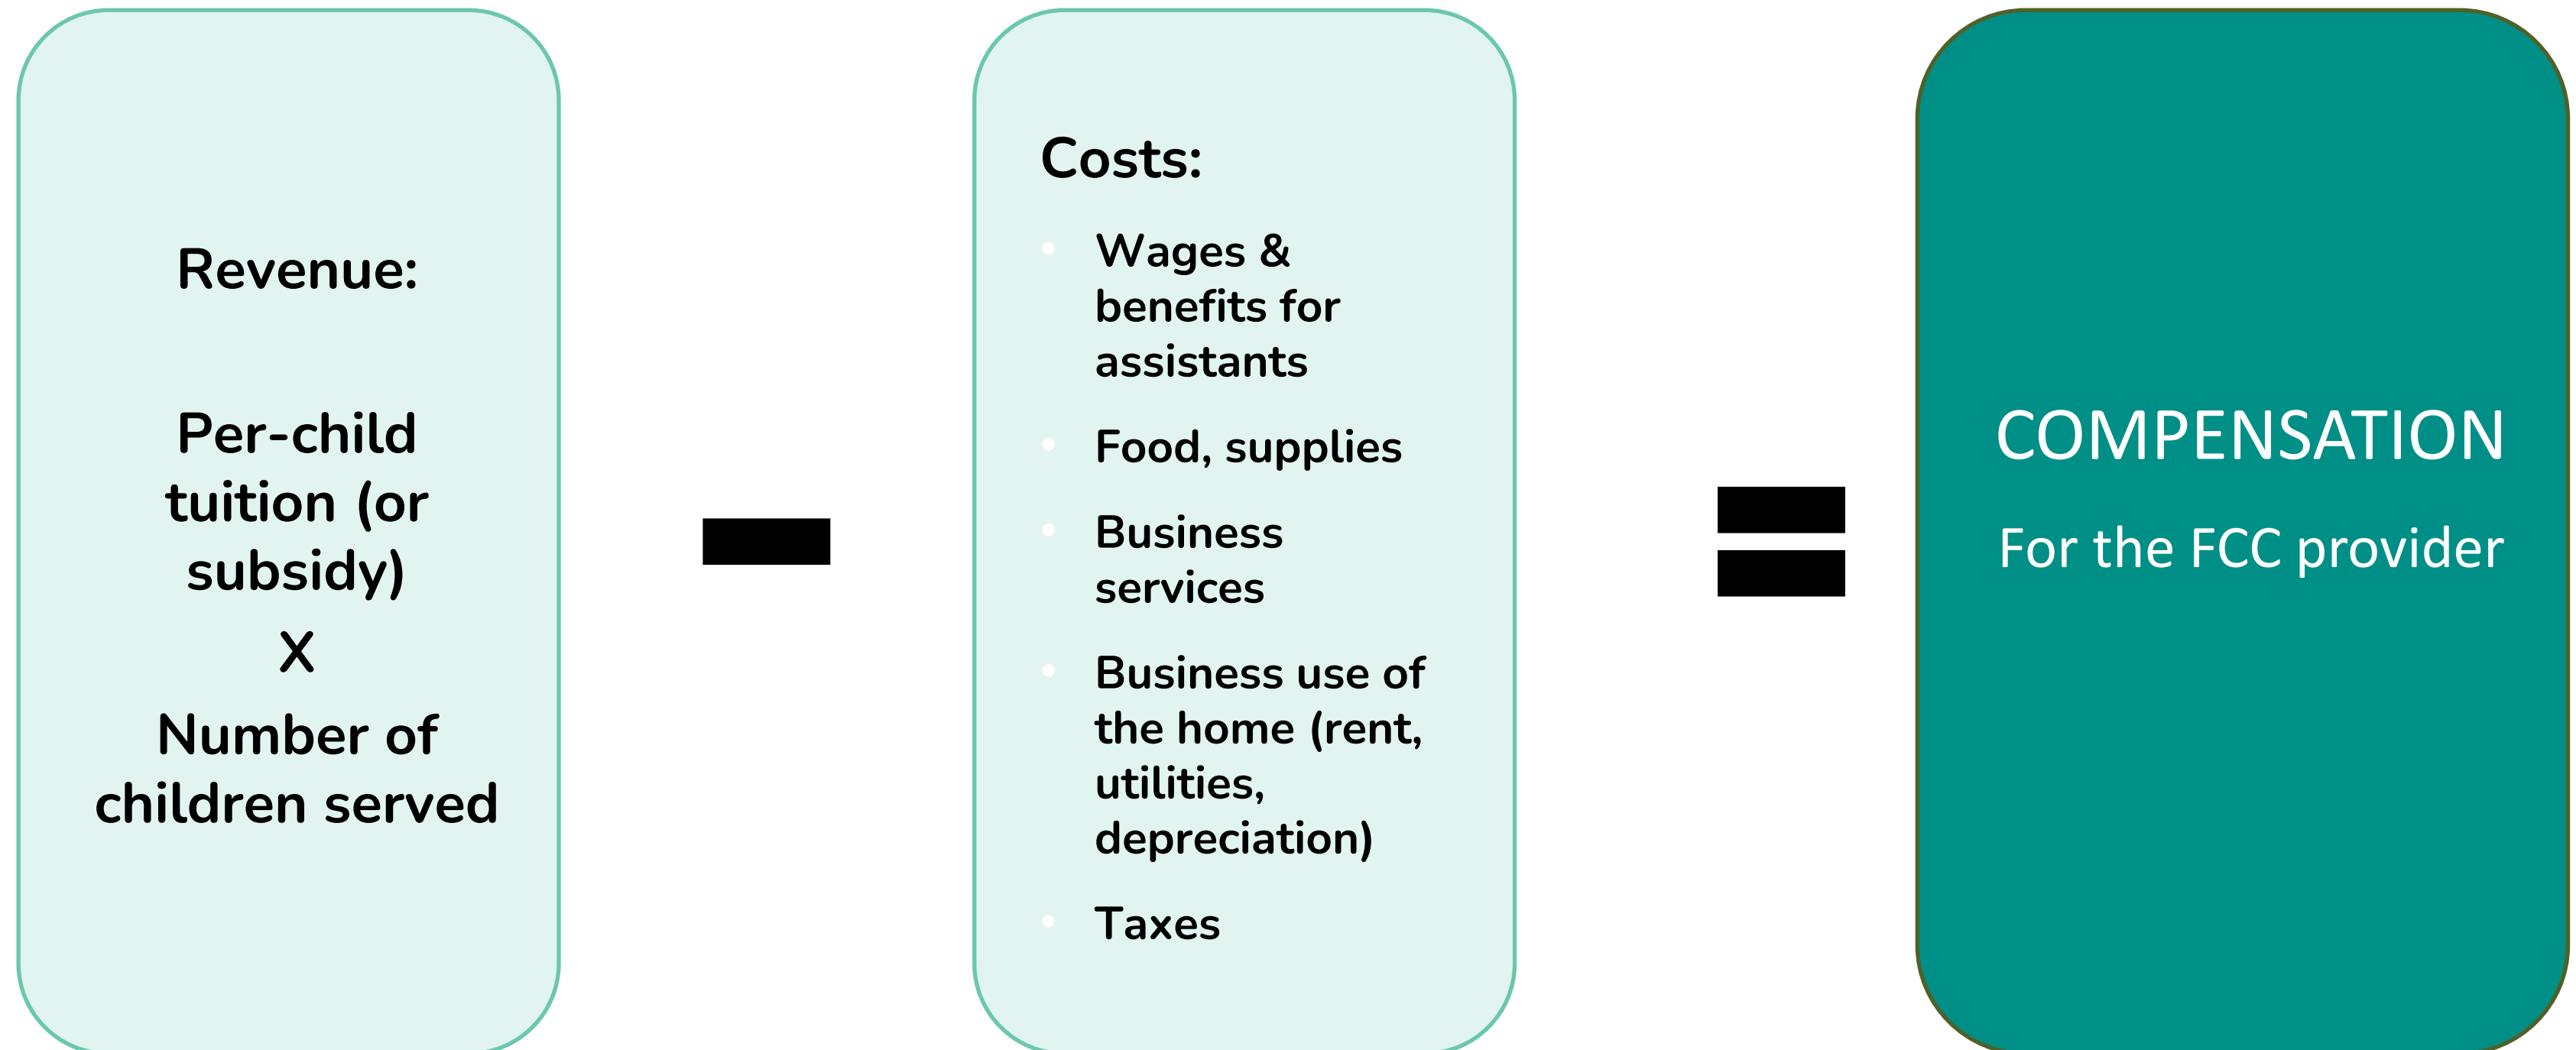 Revenue:
Per-child
tuition (or
subsidy)
X
Number of
children served
Costs:
• Wages &
benefits for
assistants
• Food, supplies
• Business
services
• Business use of
the home (rent,
utilities,
depreciation)
• Taxes
COMPENSATION
For the FCC provider